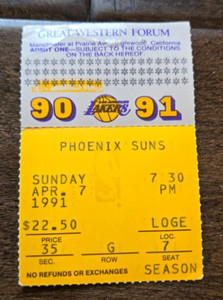 GREAT WESTERN FORUM
Manchester at Prairie Ave., Inglewood, California
ADMIT ONE—SUBJECT TO THE CONDITIONS
ON THE BACK HEREOF.
90 LAKERS 91
PHOENIX SUNS
SUNDAY 7 30
APR. 7 PM
1991
$22.50 LOGE
PRICE LOC.
35 G 7
SEC. ROW SEAT
NO REFUNDS OR EXCHANGES SEASON